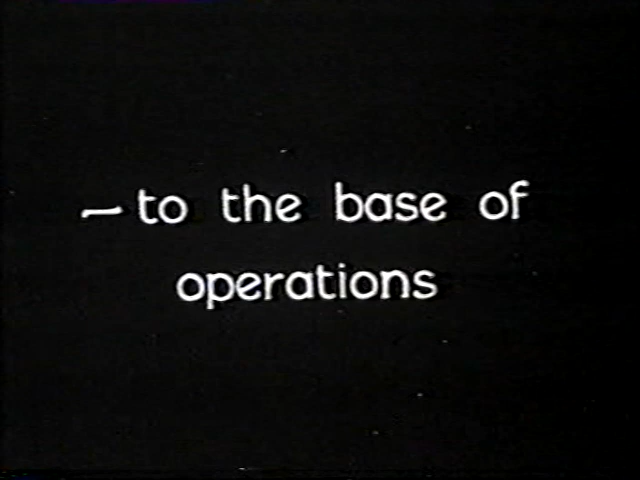 – to the base of
operations